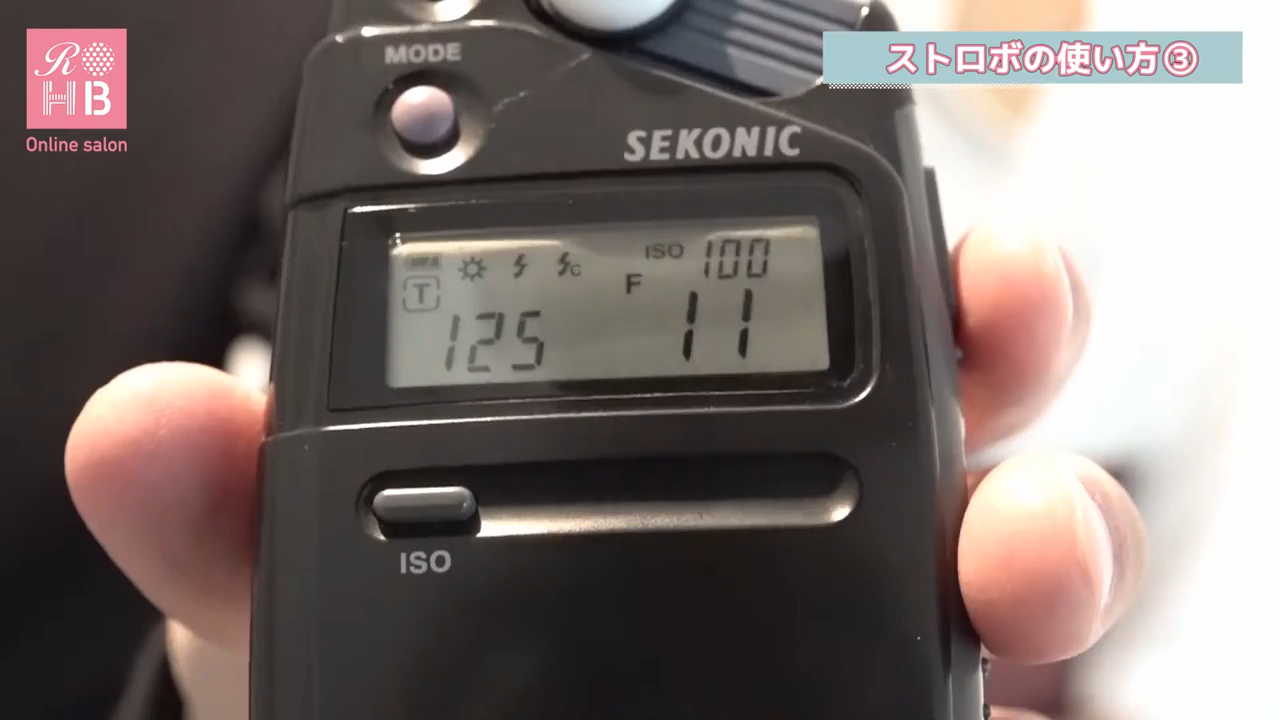 R
HB
Online salon
ストロボの使い方③
MODE
SEKONIC
ISO 100
T
F
125 11
C
ISO